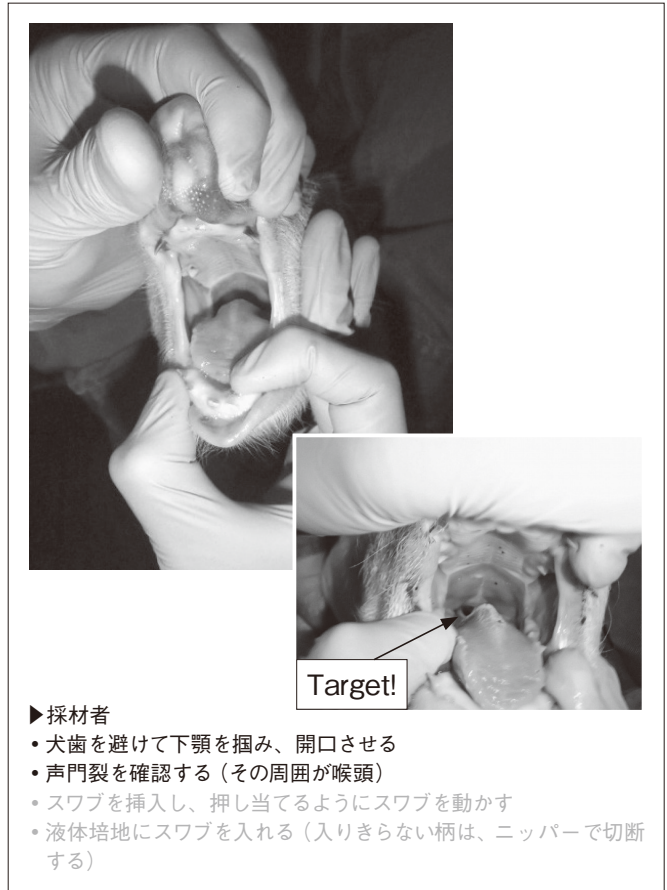 Target!
▶採材者
• 犬歯を避けて下顎を掴み、開口させる
• 声門裂を確認する（その周囲が喉頭）
• スワブを挿入し、押し当てるようにスワブを動かす
• 液体培地にスワブを入れる（入りきらない柄は、ニッパーで切断
する）